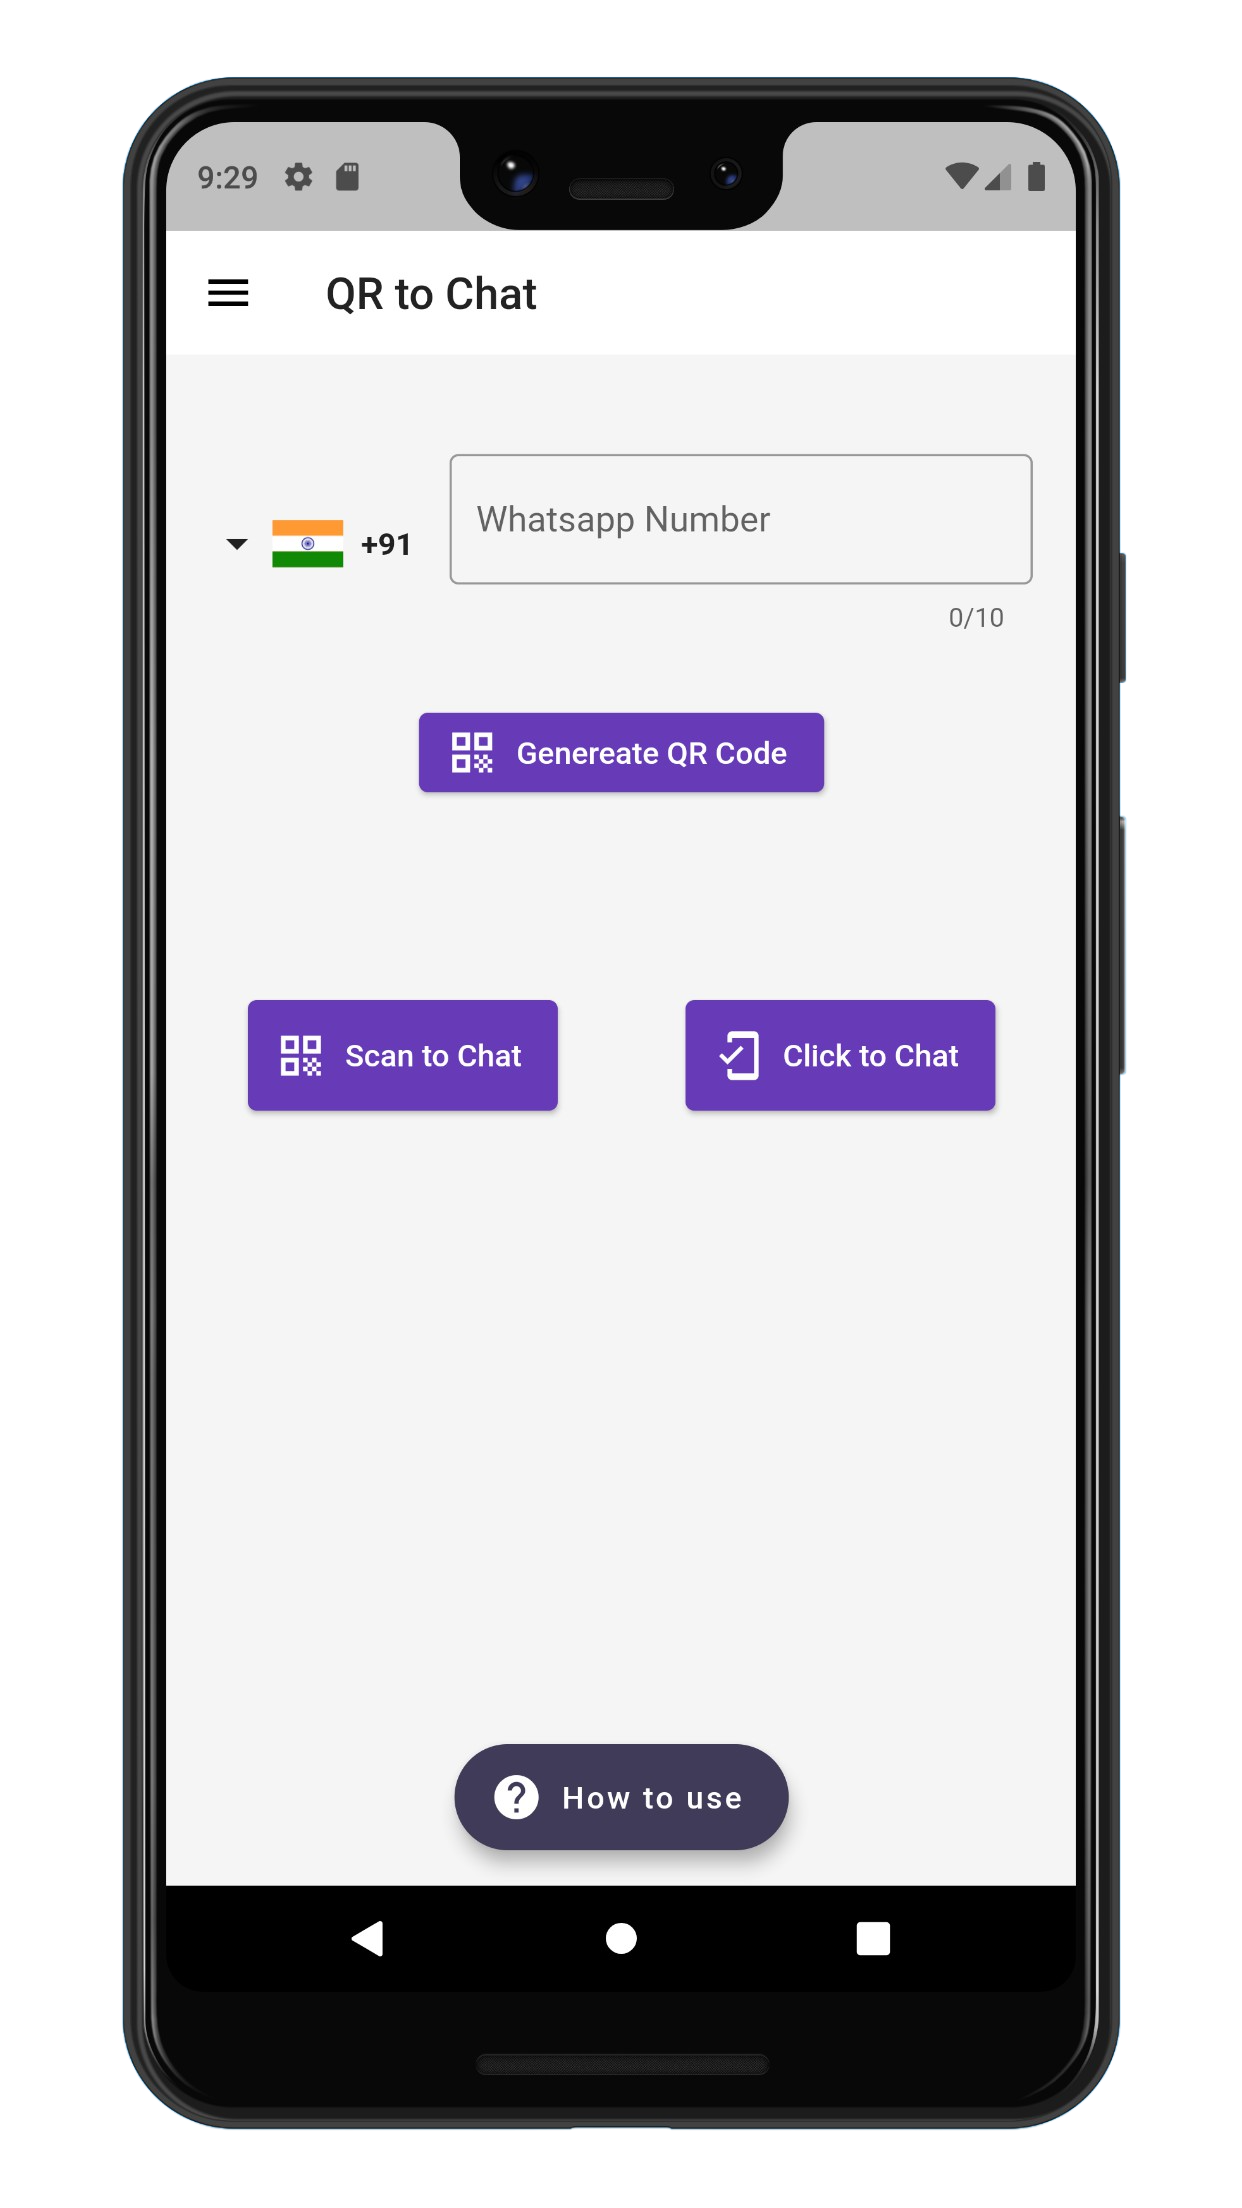 9:29
QR to Chat
+91
Whatsapp Number
0/10
Genereate QR Code
Scan to Chat
Click to Chat
How to use